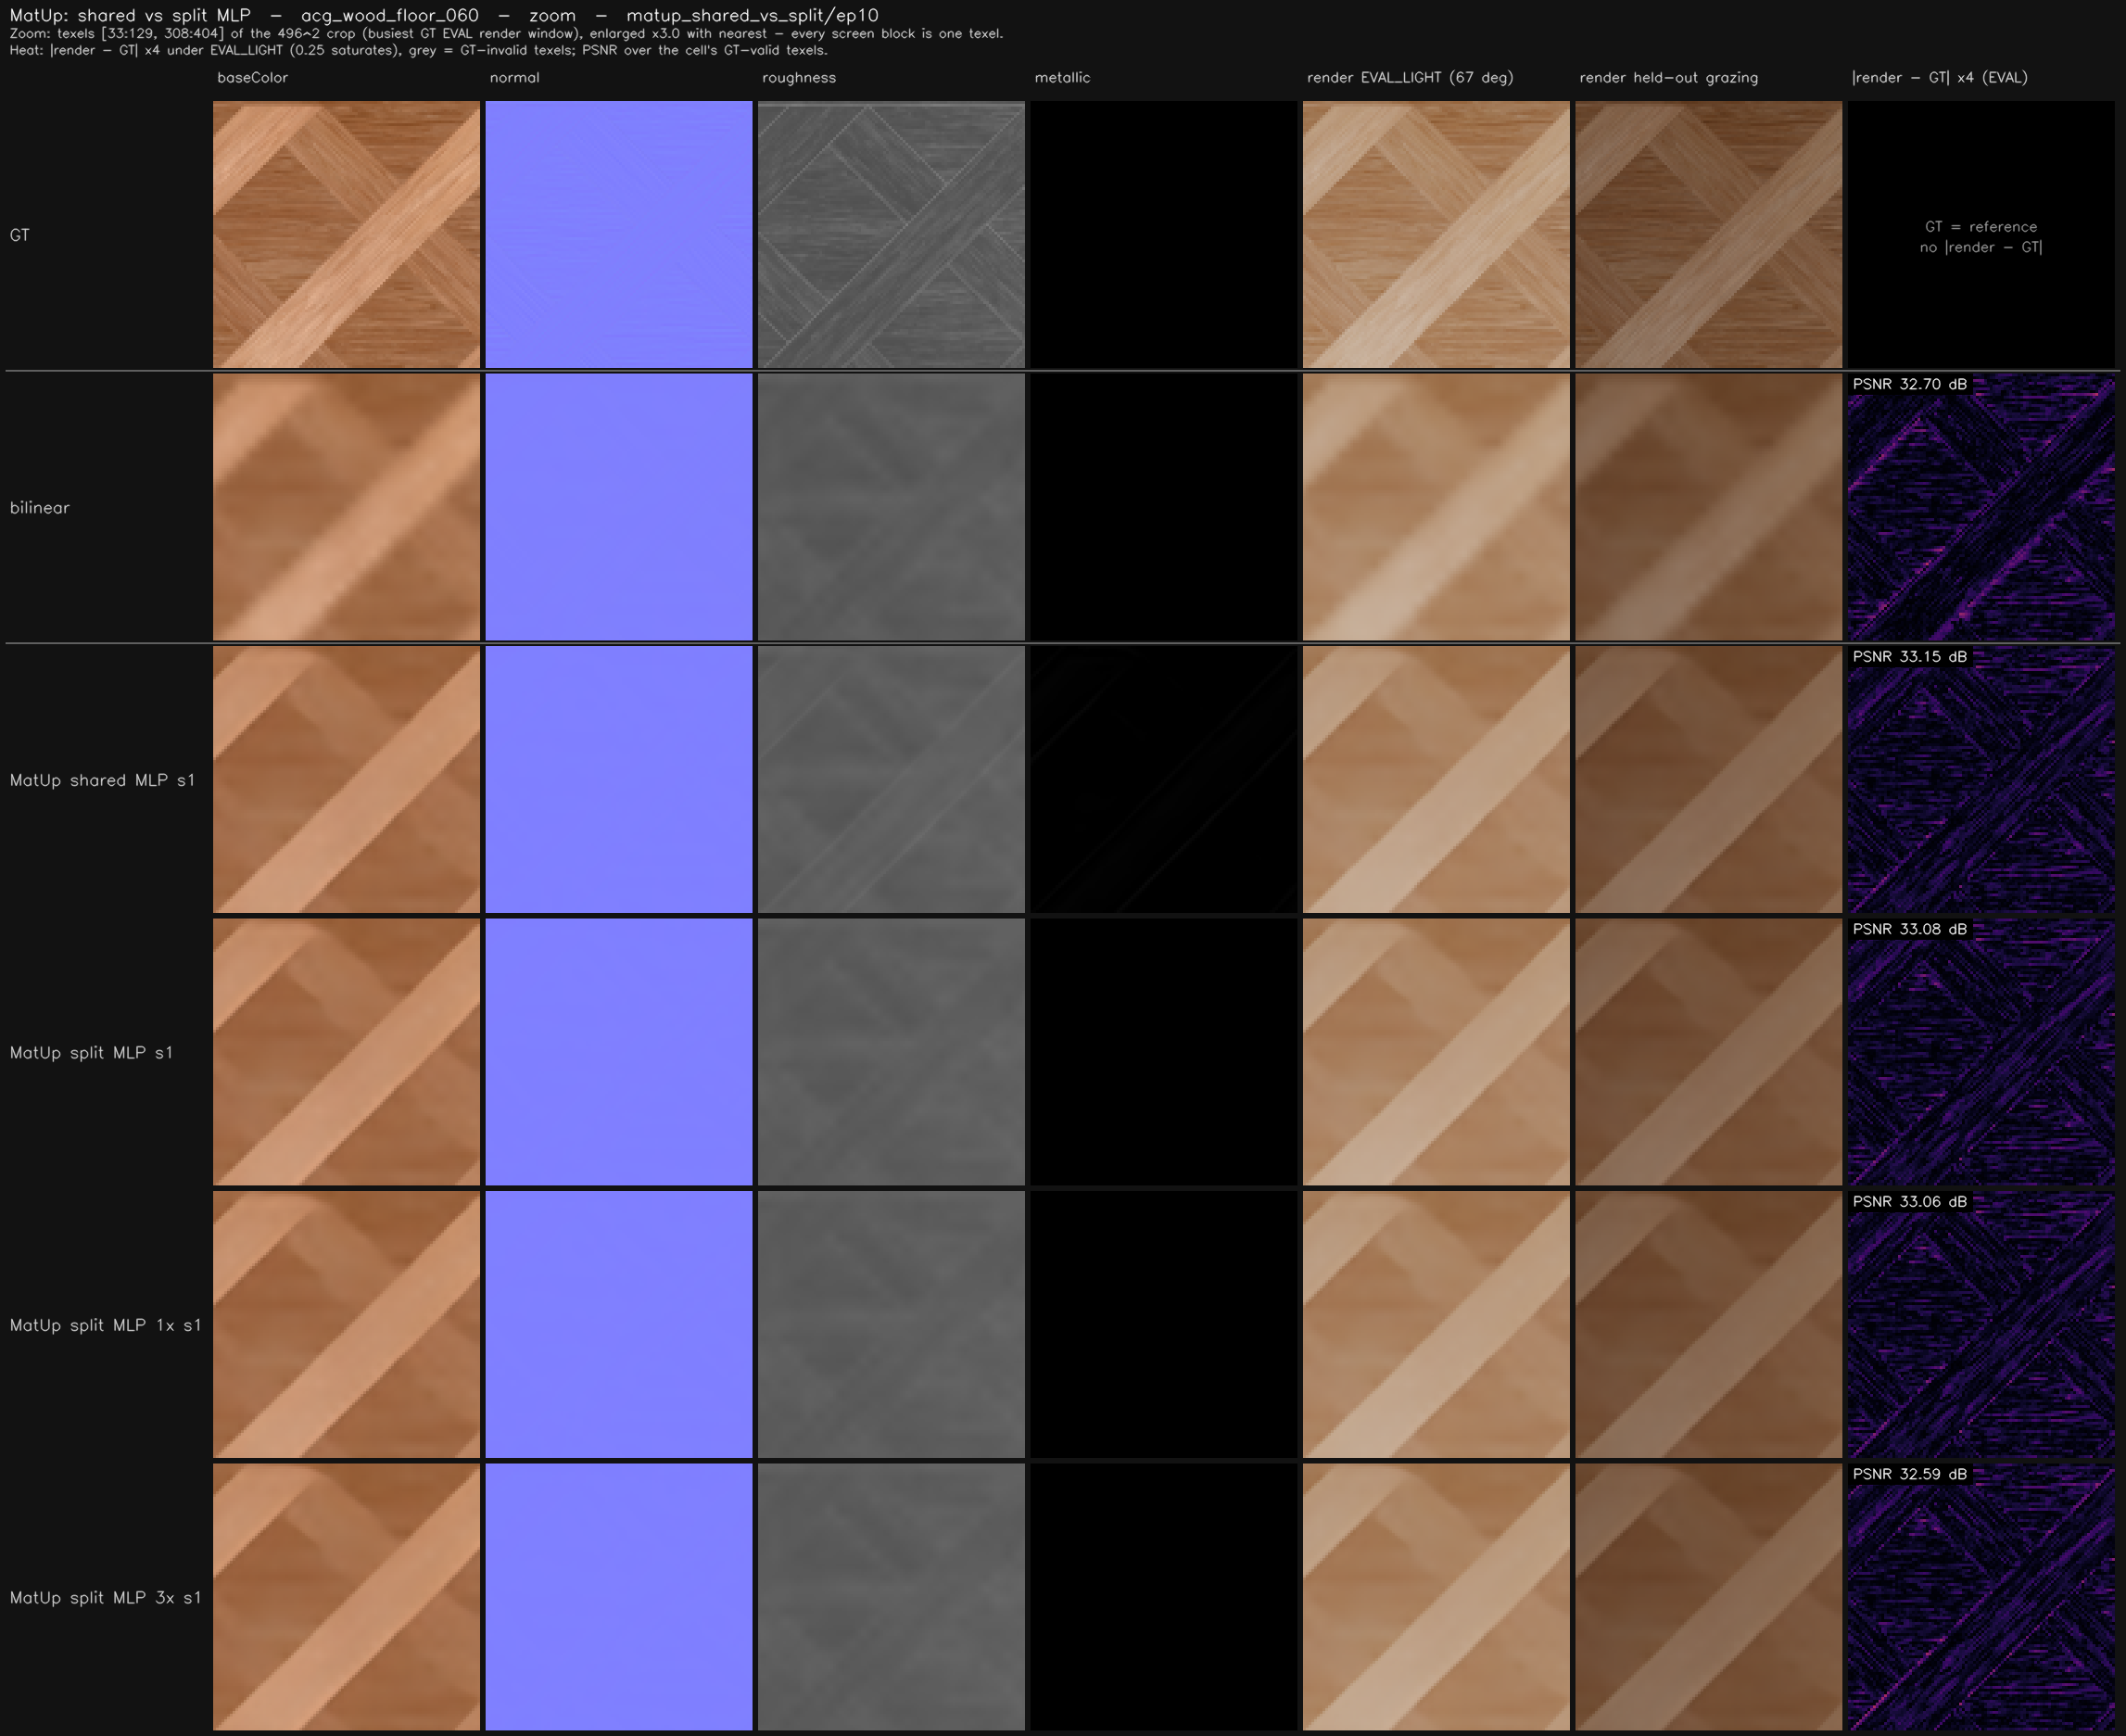 MatUp: shared vs split MLP — acg_wood_floor_060 — zoom — matup_shared_vs_split/ep10
Zoom: texels [33:129, 308:404] of the 496^2 crop (busiest GT EVAL render window), enlarged x3.0 with nearest — every screen block is one texel.
Heat: |render − GT| x4 under EVAL_LIGHT (0.25 saturates), grey = GT-invalid texels; PSNR over the cell's GT-valid texels.
baseColor normal roughness metallic render EVAL_LIGHT (67 deg) render held-out grazing |render − GT| x4 (EVAL)
GT
GT = reference
no |render − GT|
bilinear
PSNR 32.70 dB
MatUp shared MLP s1
PSNR 33.15 dB
MatUp split MLP s1
PSNR 33.08 dB
MatUp split MLP 1x s1
PSNR 33.06 dB
MatUp split MLP 3x s1
PSNR 32.59 dB